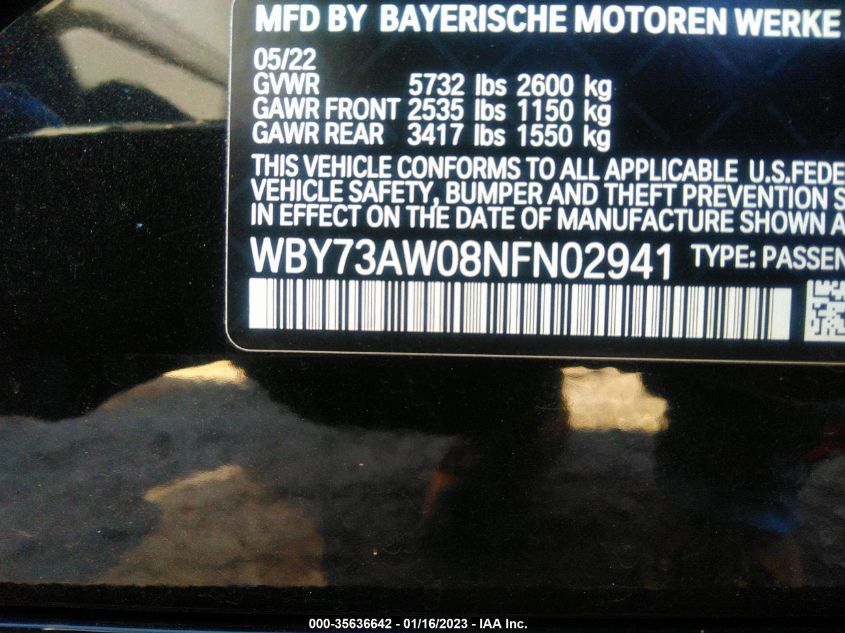 MFD BY BAYERISCHE MOTOREN WERKE
05/22
GVWR 5732 lbs 2600 kg
GAWR FRONT 2535 lbs 1150 kg
GAWR REAR 3417 lbs 1550 kg
THIS VEHICLE CONFORMS TO ALL APPLICABLE U.S.FEDE
VEHICLE SAFETY, BUMPER AND THEFT PREVENTION S
IN EFFECT ON THE DATE OF MANUFACTURE SHOWN A
WBY73AW08NFN02941 TYPE: PASSEN
000-35636642 - 01/16/2023 - IAA Inc.